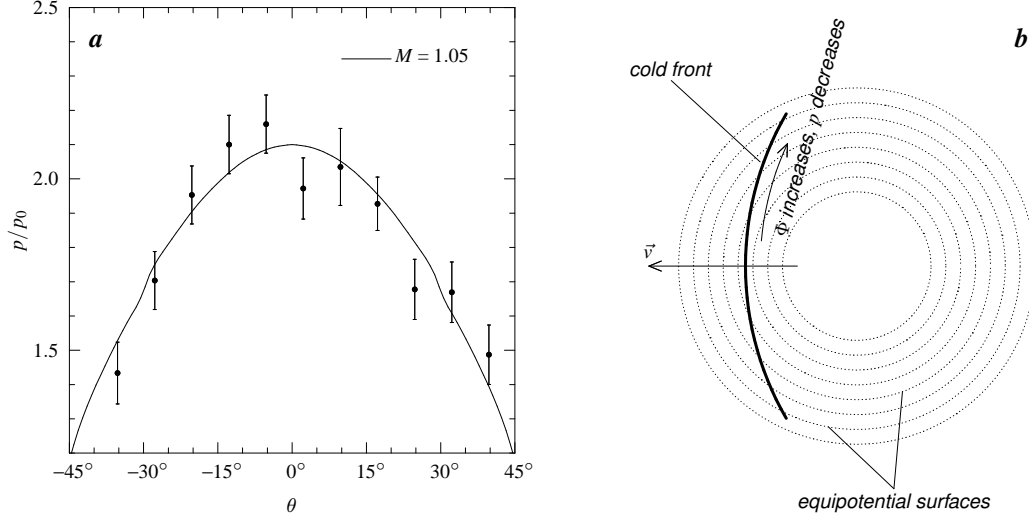 a
M = 1.05
2.5
2.0
1.5
p/p₀
−45° −30° −15° 0° 15° 30° 45°
θ
b
cold front
Φ increases, p decreases
v⃗
equipotential surfaces